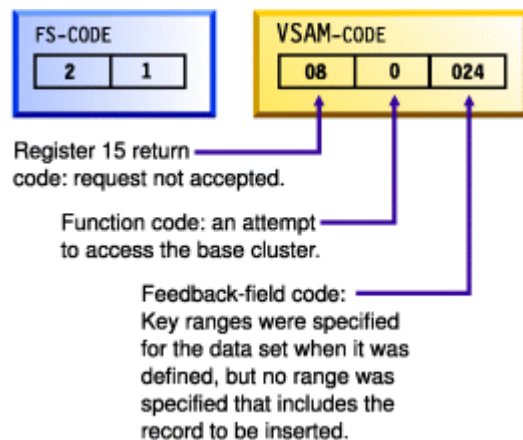 FS-CODE
2 1
VSAM-CODE
08 0 024
Register 15 return
code: request not accepted.
Function code: an attempt
to access the base cluster.
Feedback-field code:
Key ranges were specified
for the data set when it was
defined, but no range was
specified that includes the
record to be inserted.